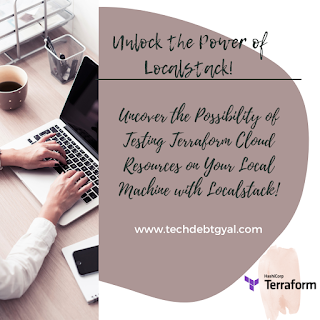 Unlock the Power of
Localstack!
Uncover the Possibility of
Testing Terraform Cloud
Resources on Your Local
Machine with Localstack!
www.techdebtgyal.com
HashiCorp
Terraform